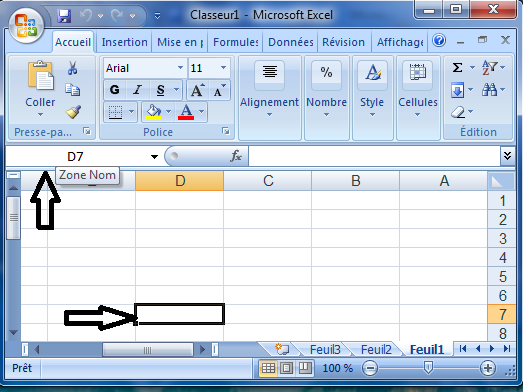 Classeur1 - Microsoft Excel
Accueil Insertion Mise en p Formules Données Révision Affichage
Coller
Arial 11
G I S A A
A
Alignement
% Nombre
Style
Cellules
Σ A Z
Presse-pa... Police Édition
D7 fx
Zone Nom
E D C B A
1
2
3
4
5
6
7
8
Feuil3 Feuil2 Feuil1
Prêt 100 %